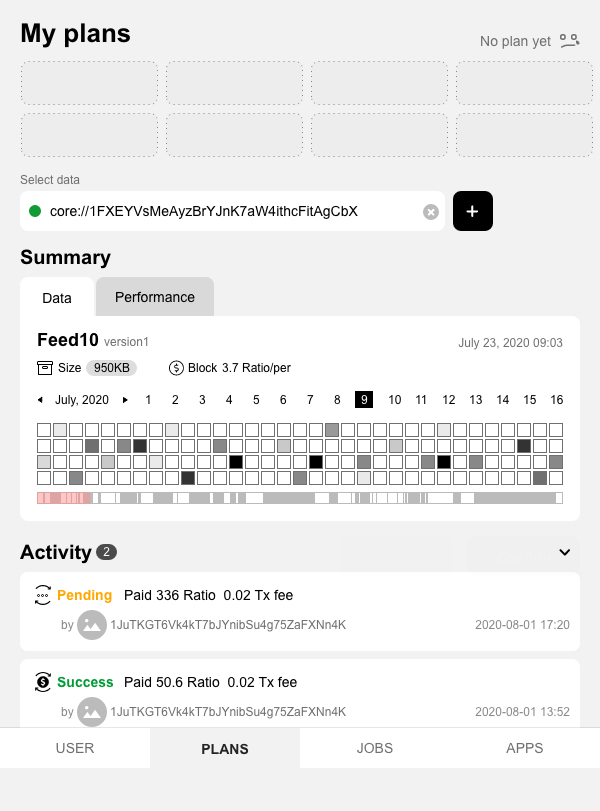 My plans
No plan yet
Select data
core://1FXEYVsMeAyzBrYJnK7aW4ithcFitAgCbX
+
Summary
Data Performance
Feed10 version1 July 23, 2020 09:03
Size 950KB $ Block 3.7 Ratio/per
July, 2020 1 2 3 4 5 6 7 8 9 10 11 12 13 14 15 16
Activity 2
Pending Paid 336 Ratio 0.02 Tx fee
by 1JuTKGT6Vk4kT7bJYnibSu4g75ZaFXNn4K 2020-08-01 17:20
$ Success Paid 50.6 Ratio 0.02 Tx fee
by 1JuTKGT6Vk4kT7bJYnibSu4g75ZaFXNn4K 2020-08-01 13:52
USER PLANS JOBS APPS